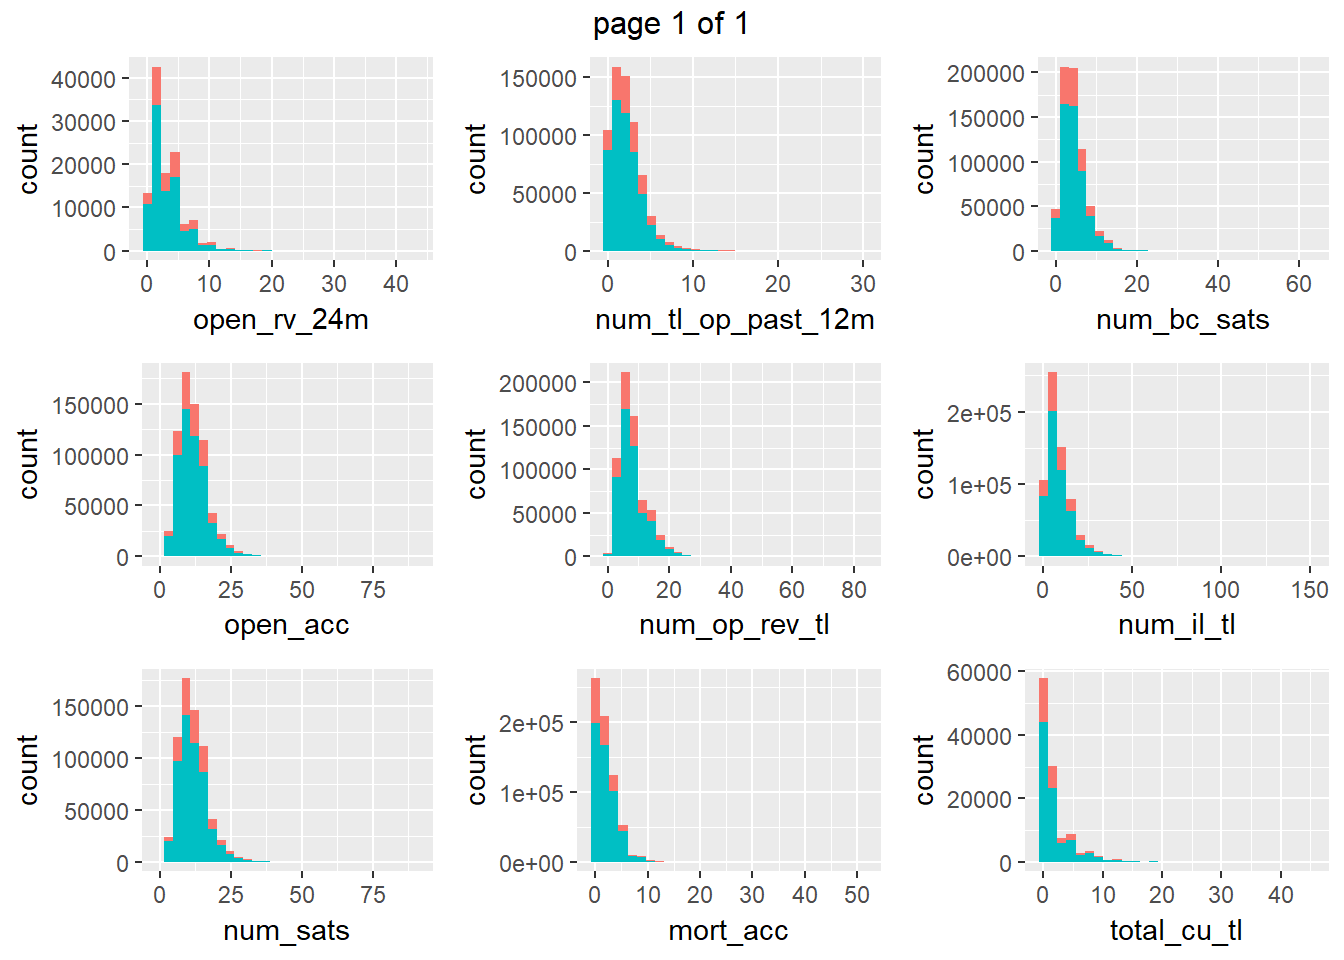 page 1 of 1
count
40000
30000
20000
10000
0
0 10 20 30 40
open_rv_24m
count
150000
100000
50000
0
0 10 20 30
num_tl_op_past_12m
count
200000
150000
100000
50000
0
0 20 40 60
num_bc_sats
count
150000
100000
50000
0
0 25 50 75
open_acc
count
200000
150000
100000
50000
0
0 20 40 60 80
num_op_rev_tl
count
2e+05
1e+05
0e+00
0 50 100 150
num_il_tl
count
150000
100000
50000
0
0 25 50 75
num_sats
count
2e+05
1e+05
0e+00
0 10 20 30 40 50
mort_acc
count
60000
40000
20000
0
0 10 20 30 40
total_cu_tl